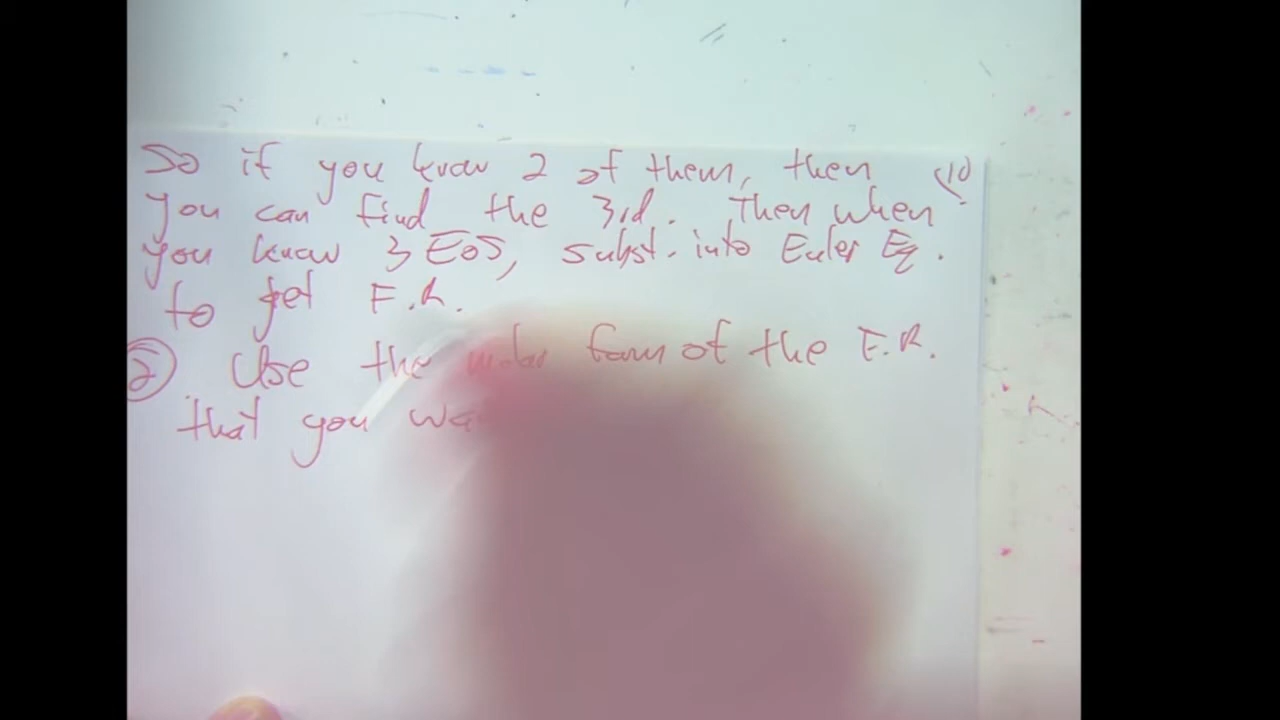 So if you know 2 of them, then (10
you can find the 3rd. Then when
you know 3 EoS, subst. into Euler Eq.
to get F.R.
② Use the molar form of the F.R.
that you